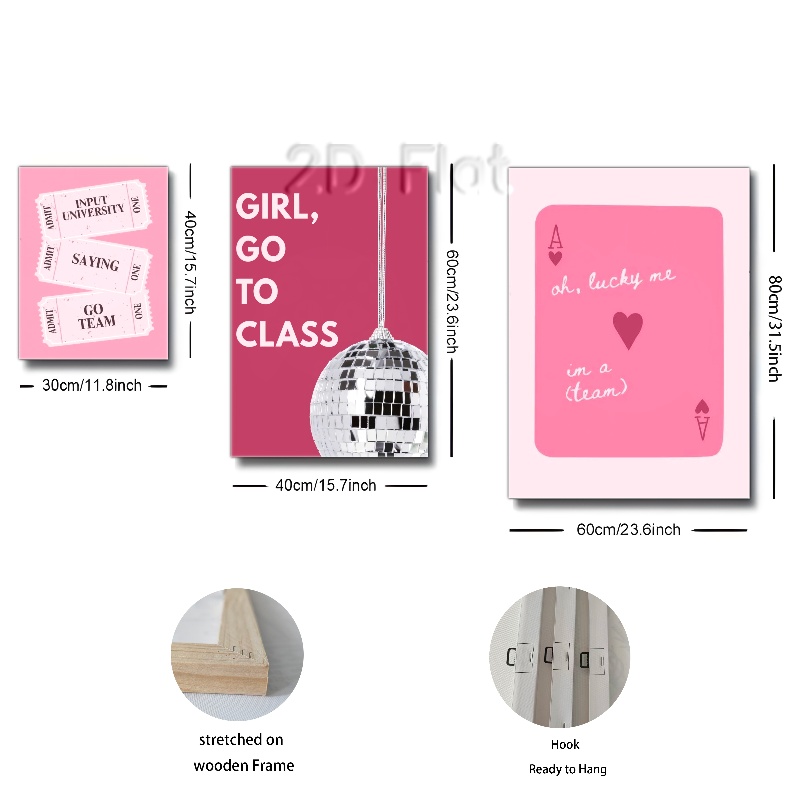 2D Flat
ADMIT
INPUT
UNIVERSITY
ONE
ADMIT
SAYING
ONE
ADMIT
GO
TEAM
ONE
40cm/15.7inch
30cm/11.8inch
GIRL,
GO
TO
CLASS
60cm/23.6inch
40cm/15.7inch
A
oh, lucky me
im a
(team)
A
80cm/31.5inch
60cm/23.6inch
stretched on
wooden Frame
Hook
Ready to Hang